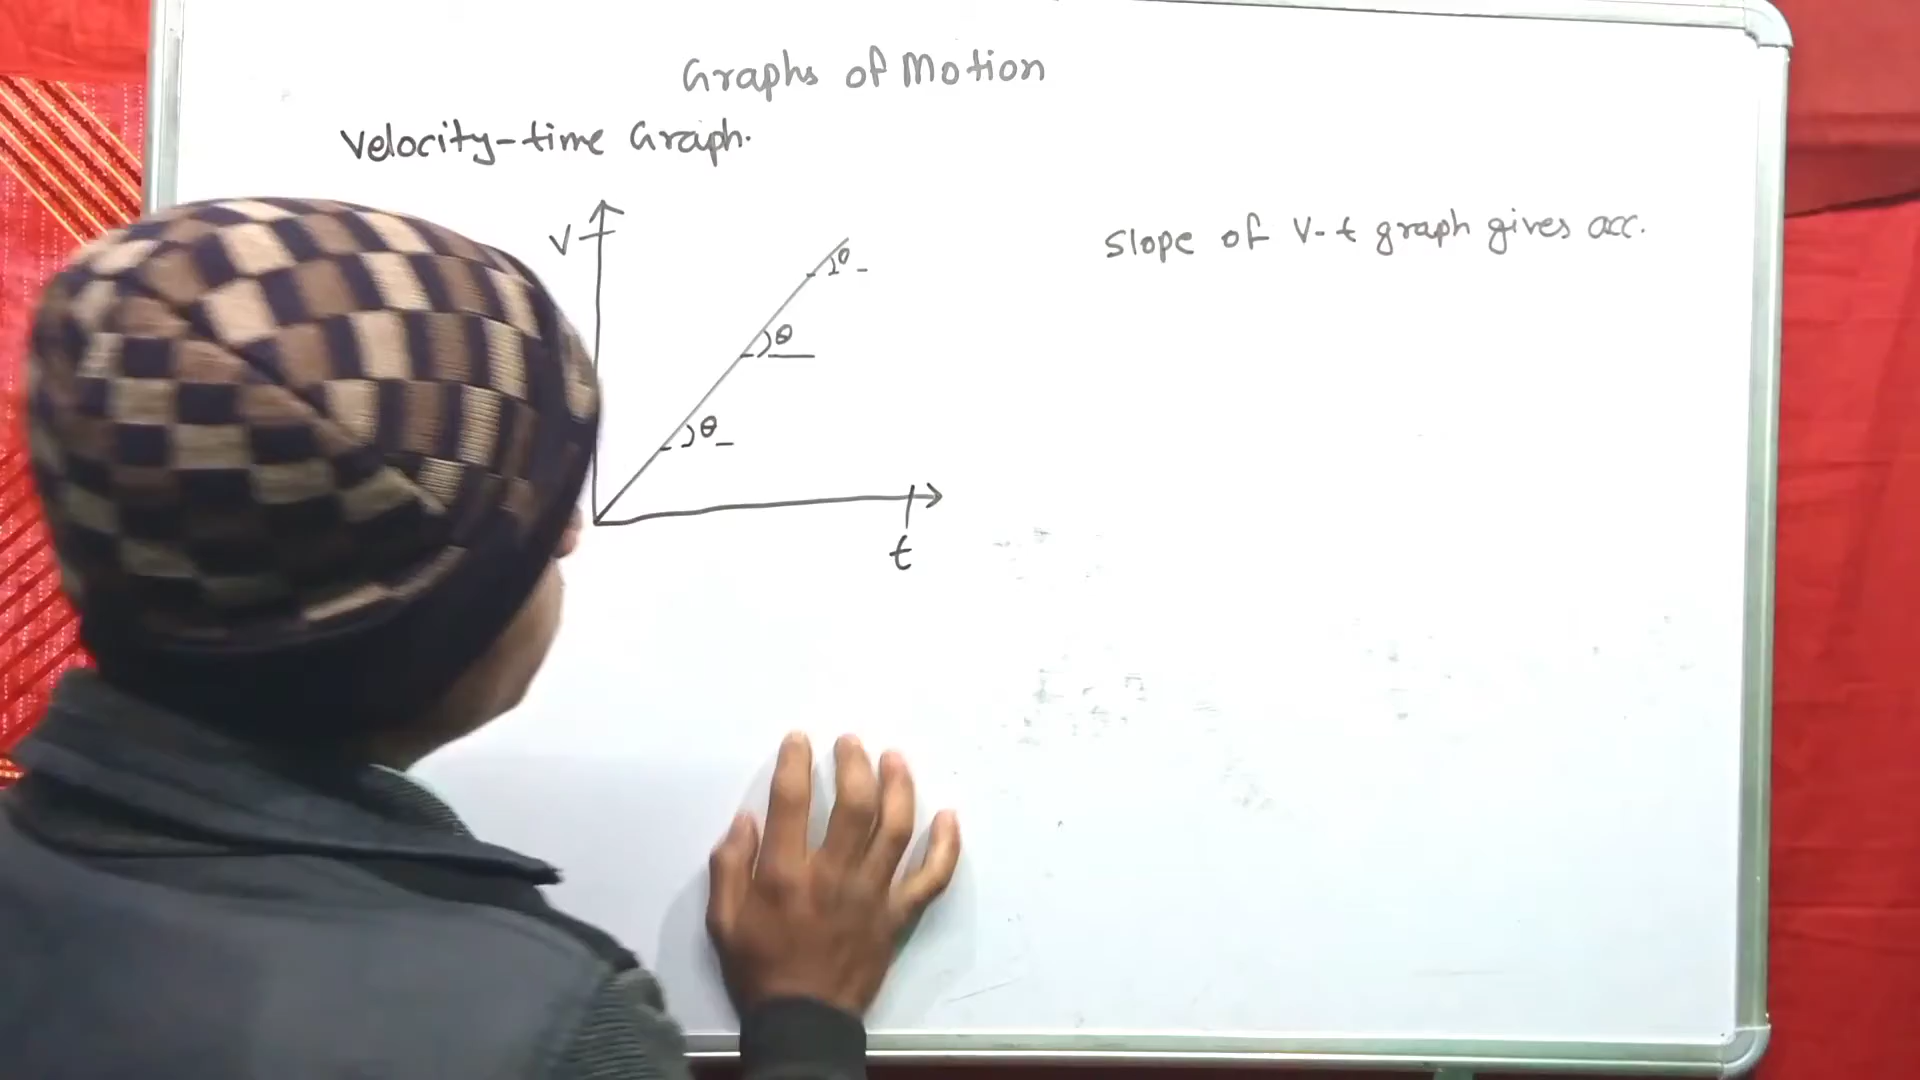 Graphs of Motion
Velocity-time Graph.
V
Slope of V-t graph gives acc.
θ
θ
θ
t